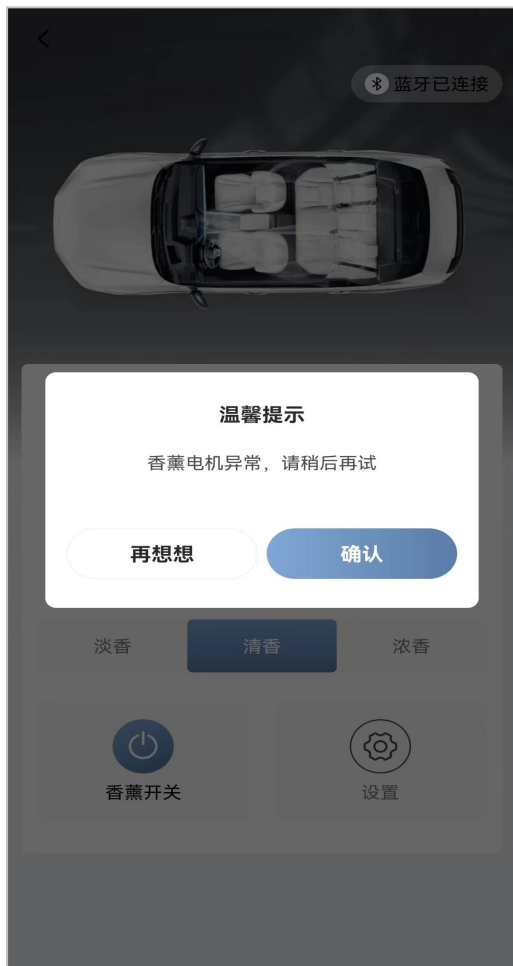 蓝牙已连接
温馨提示
香薰电机异常，请稍后再试
再想想
确认
淡香
清香
浓香
香薰开关
设置